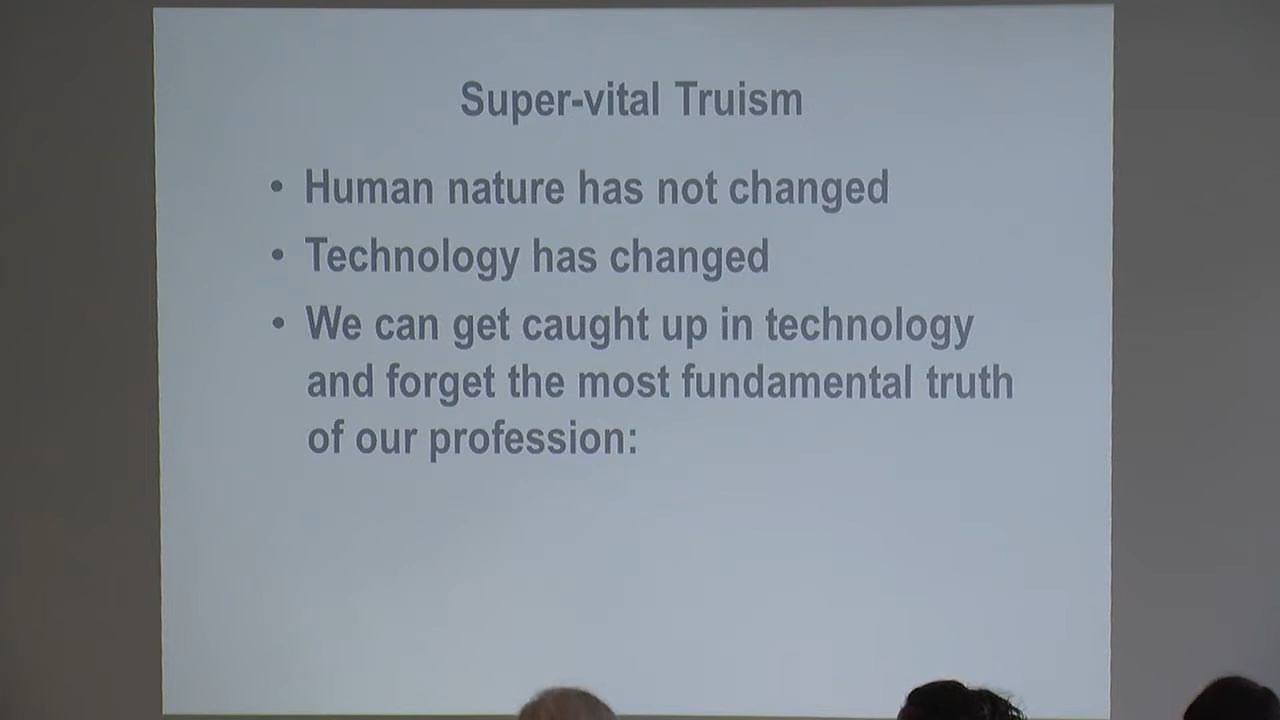 Super-vital Truism
• Human nature has not changed
• Technology has changed
• We can get caught up in technology
and forget the most fundamental truth
of our profession: